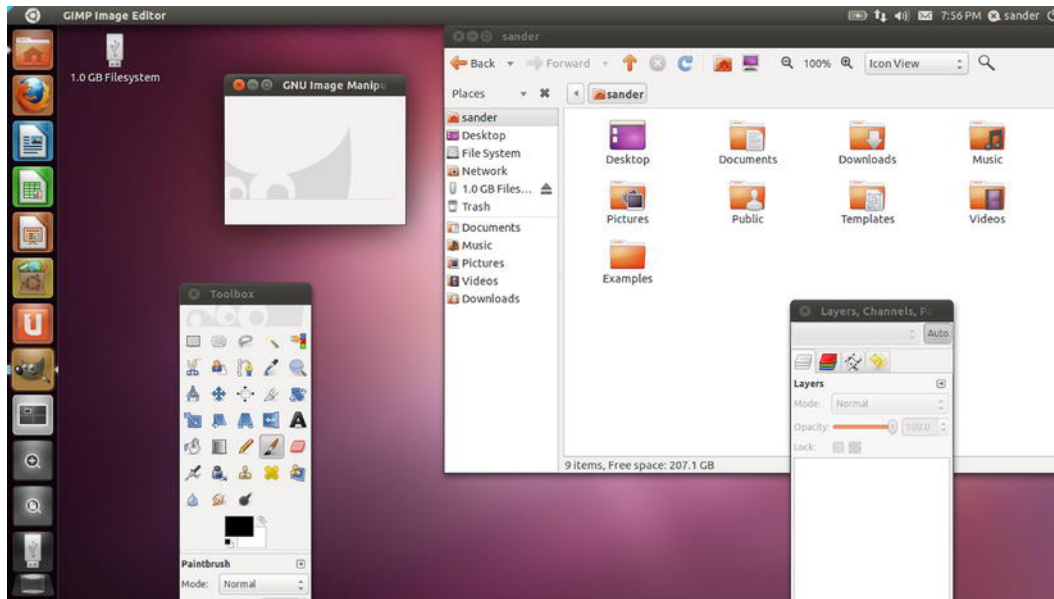 GIMP Image Editor
7:56 PM sander
1.0 GB Filesystem
GNU Image Manipu
sander
Back Forward 100% Icon View
Places sander
sander
Desktop
File System
Network
1.0 GB Files...
Trash
Documents
Music
Pictures
Videos
Downloads
Desktop Documents Downloads Music
Pictures Public Templates Videos
Examples
9 items, Free space: 207.1 GB
Toolbox
Paintbrush
Mode: Normal
Layers, Channels, P
Auto
Layers
Mode: Normal
Opacity: 100.0
Lock: